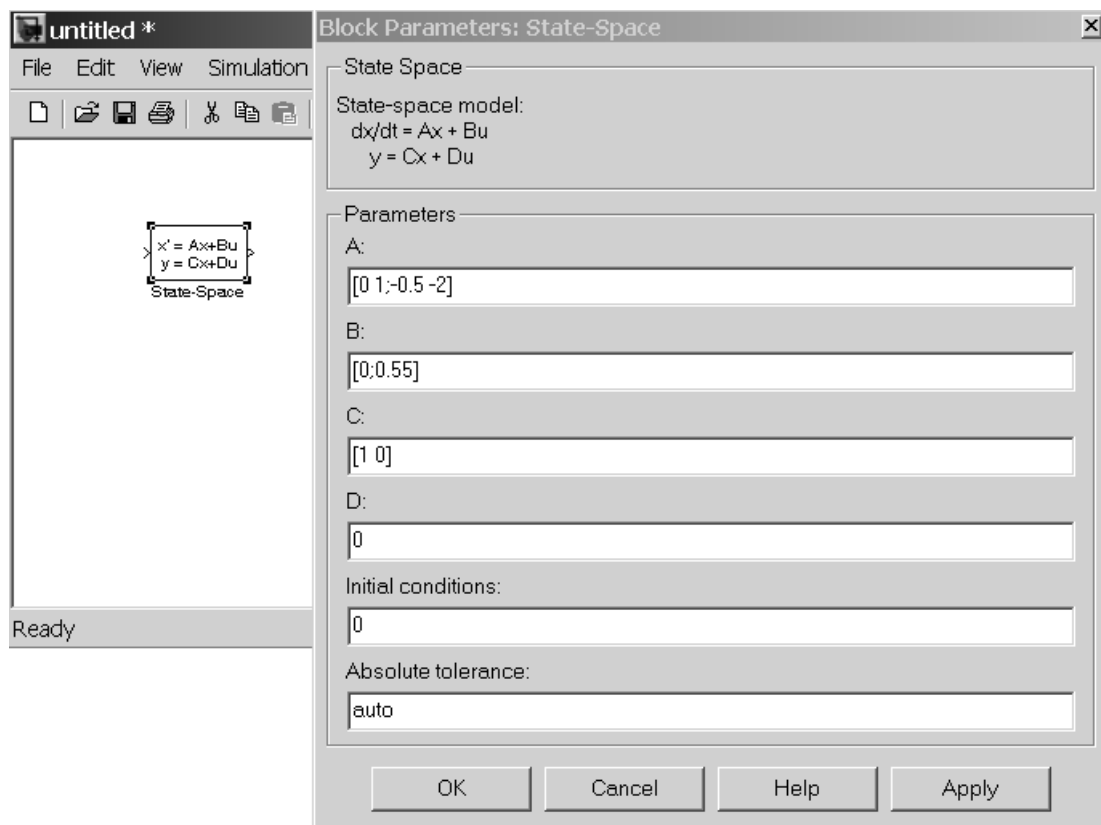 untitled *
File Edit View Simulation
x' = Ax+Bu
y = Cx+Du
State-Space
Ready
Block Parameters: State-Space
State Space
State-space model:
dx/dt = Ax + Bu
y = Cx + Du
Parameters
A:
[0 1;-0.5 -2]
B:
[0;0.55]
C:
[1 0]
D:
0
Initial conditions:
0
Absolute tolerance:
auto
OK Cancel Help Apply